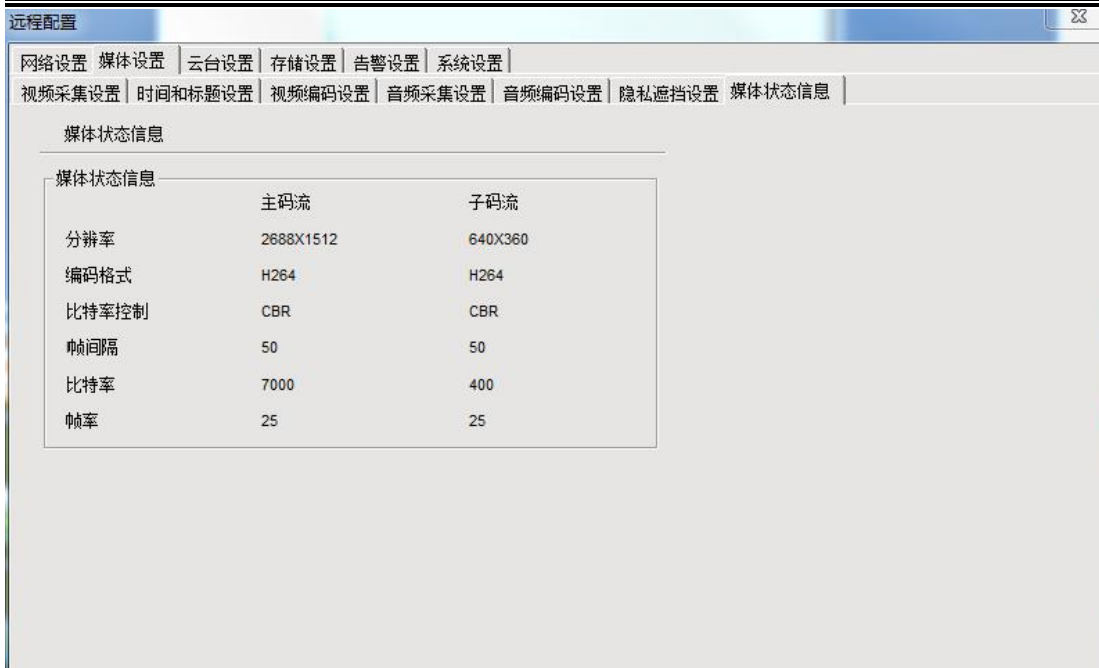 远程配置
网络设置 媒体设置 云台设置 存储设置 告警设置 系统设置
视频采集设置 时间和标题设置 视频编码设置 音频采集设置 音频编码设置 隐私遮挡设置 媒体状态信息
媒体状态信息
媒体状态信息
主码流 子码流
分辨率 2688X1512 640X360
编码格式 H264 H264
比特率控制 CBR CBR
帧间隔 50 50
比特率 7000 400
帧率 25 25